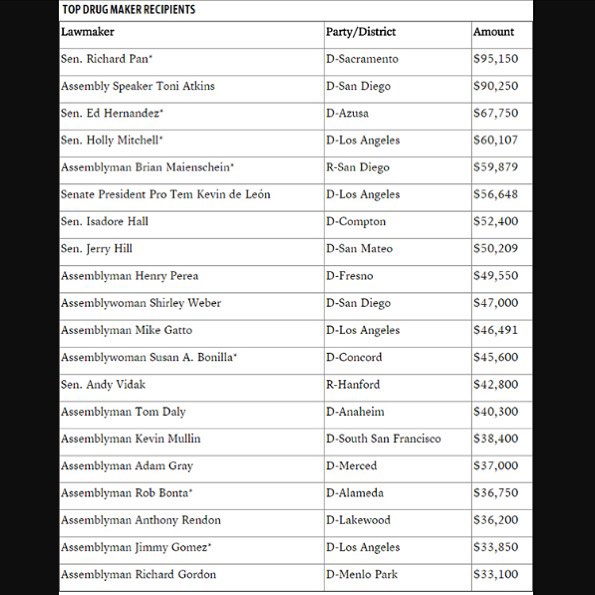 TOP DRUG MAKER RECIPIENTS
Lawmaker Party/District Amount
Sen. Richard Pan* D-Sacramento $95,150
Assembly Speaker Toni Atkins D-San Diego $90,250
Sen. Ed Hernandez* D-Azusa $67,750
Sen. Holly Mitchell* D-Los Angeles $60,107
Assemblyman Brian Maienschein* R-San Diego $59,879
Senate President Pro Tem Kevin de León D-Los Angeles $56,648
Sen. Isadore Hall D-Compton $52,400
Sen. Jerry Hill D-San Mateo $50,209
Assemblyman Henry Perea D-Fresno $49,550
Assemblywoman Shirley Weber D-San Diego $47,000
Assemblyman Mike Gatto D-Los Angeles $46,491
Assemblywoman Susan A. Bonilla* D-Concord $45,600
Sen. Andy Vidak R-Hanford $42,800
Assemblyman Tom Daly D-Anaheim $40,300
Assemblyman Kevin Mullin D-South San Francisco $38,400
Assemblyman Adam Gray D-Merced $37,000
Assemblyman Rob Bonta* D-Alameda $36,750
Assemblyman Anthony Rendon D-Lakewood $36,200
Assemblyman Jimmy Gomez* D-Los Angeles $33,850
Assemblyman Richard Gordon D-Menlo Park $33,100